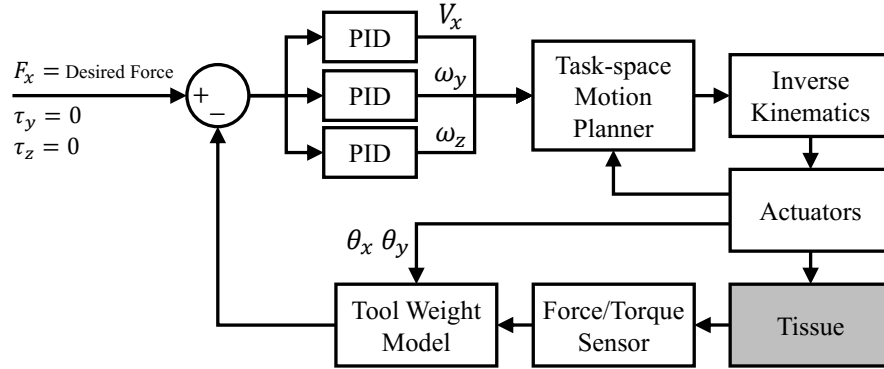 F_x = Desired Force
τ_y = 0
τ_z = 0
+
−
PID
V_x
PID
ω_y
PID
ω_z
Task-space
Motion
Planner
Inverse
Kinematics
Actuators
θ_x θ_y
Tool Weight
Model
Force/Torque
Sensor
Tissue